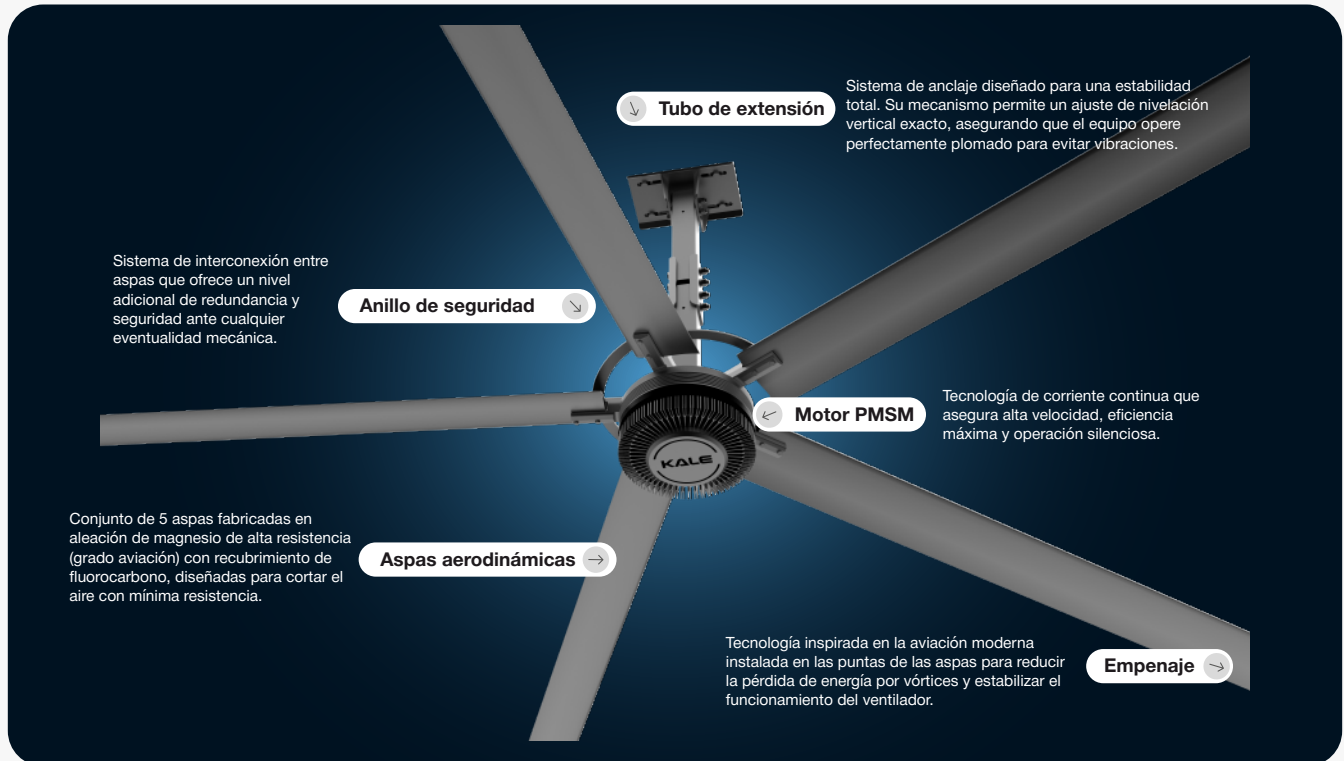 Tubo de extensión
Sistema de anclaje diseñado para una estabilidad
total. Su mecanismo permite un ajuste de nivelación
vertical exacto, asegurando que el equipo opere
perfectamente plomado para evitar vibraciones.
Sistema de interconexión entre
aspas que ofrece un nivel
adicional de redundancia y
seguridad ante cualquier
eventualidad mecánica.
Anillo de seguridad
Motor PMSM
Tecnología de corriente continua que
asegura alta velocidad, eficiencia
máxima y operación silenciosa.
KALE
Conjunto de 5 aspas fabricadas en
aleación de magnesio de alta resistencia
(grado aviación) con recubrimiento de
fluorocarbono, diseñadas para cortar el
aire con mínima resistencia.
Aspas aerodinámicas
Tecnología inspirada en la aviación moderna
instalada en las puntas de las aspas para reducir
la pérdida de energía por vórtices y estabilizar el
funcionamiento del ventilador.
Empenaje